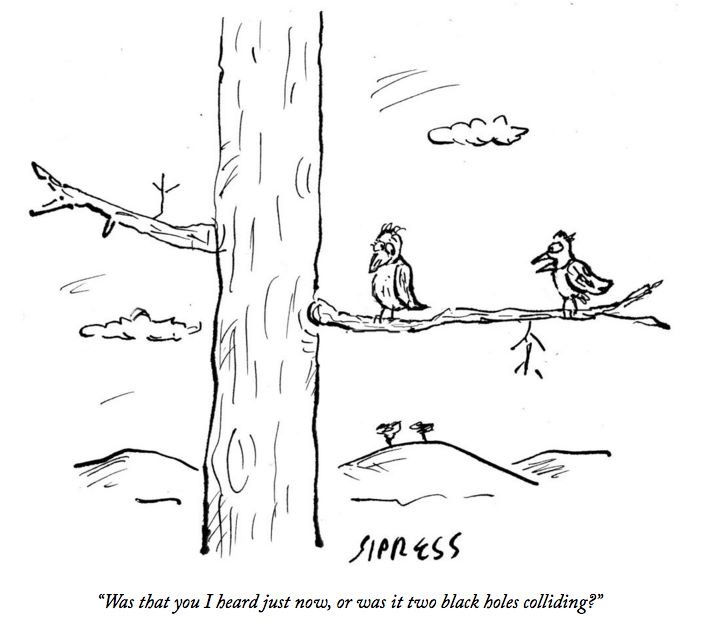 SIPRESS
“Was that you I heard just now, or was it two black holes colliding?”